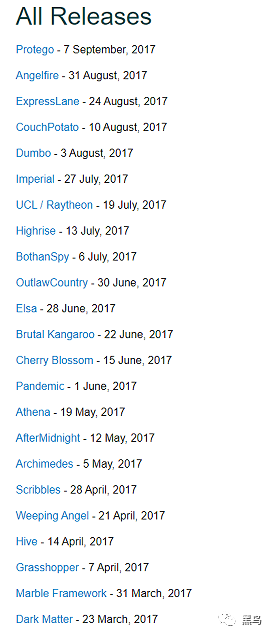 All Releases
Protego - 7 September, 2017
Angelfire - 31 August, 2017
ExpressLane - 24 August, 2017
CouchPotato - 10 August, 2017
Dumbo - 3 August, 2017
Imperial - 27 July, 2017
UCL / Raytheon - 19 July, 2017
Highrise - 13 July, 2017
BothanSpy - 6 July, 2017
OutlawCountry - 30 June, 2017
Elsa - 28 June, 2017
Brutal Kangaroo - 22 June, 2017
Cherry Blossom - 15 June, 2017
Pandemic - 1 June, 2017
Athena - 19 May, 2017
AfterMidnight - 12 May, 2017
Archimedes - 5 May, 2017
Scribbles - 28 April, 2017
Weeping Angel - 21 April, 2017
Hive - 14 April, 2017
Grasshopper - 7 April, 2017
Marble Framework - 31 March, 2017
Dark Matter - 23 March, 2017
黑鸟